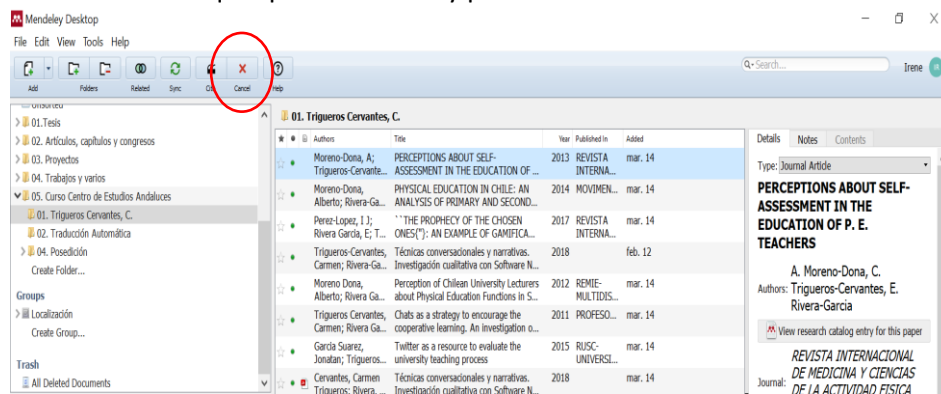 Mendeley Desktop
File Edit View Tools Help
Add Folders Related Sync Cancel Help
Search... Irene
01.Tesis
02. Artículos, capítulos y congresos
03. Proyectos
04. Trabajos y varios
05. Curso Centro de Estudios Andaluces
01. Trigueros Cervantes, C.
02. Traducción Automática
04. Posedición
Create Folder...
Groups
Localización
Create Group...
Trash
All Deleted Documents
01. Trigueros Cervantes, C.
Authors Title Year Published In Added
Moreno-Dona, A; PERCEPTIONS ABOUT SELF- 2013 REVISTA mar. 14
Trigueros-Cervante... ASSESSMENT IN THE EDUCATION OF ... INTERNA...
Moreno-Dona, PHYSICAL EDUCATION IN CHILE: AN 2014 MOVIMEN... mar. 14
Alberto; Rivera-Ga... ANALYSIS OF PRIMARY AND SECOND...
Perez-Lopez, I J; ``THE PROPHECY OF THE CHOSEN 2017 REVISTA mar. 14
Rivera Garcia, E; T... ONES{''}: AN EXAMPLE OF GAMIFICA... INTERNA...
Trigueros-Cervantes, Técnicas conversacionales y narrativas. 2018 feb. 12
Carmen; Rivera-Ga... Investigación cualitativa con Software N...
Moreno Dona, Perception of Chilean University Lecturers 2012 REMIE- mar. 14
Alberto; Rivera Ga... about Physical Education Functions in S... MULTIDIS...
Trigueros Cervantes, Chats as a strategy to encourage the 2011 PROFESO... mar. 14
Carmen; Rivera Ga... cooperative learning. An investigation o...
Garcia Suarez, Twitter as a resource to evaluate the 2015 RUSC- mar. 14
Jonatan; Trigueros... university teaching process UNIVERSI...
Cervantes, Carmen Técnicas conversacionales y narrativas. 2018 mar. 14
Trigueros; Rivera, ... Investigación cualitativa con Software N...
Details Notes Contents
Type: Journal Article
PERCEPTIONS ABOUT SELF-
ASSESSMENT IN THE
EDUCATION OF P. E.
TEACHERS
A. Moreno-Dona, C.
Authors: Trigueros-Cervantes, E.
Rivera-Garcia
View research catalog entry for this paper
REVISTA INTERNACIONAL
Journal: DE MEDICINA Y CIENCIAS
DE LA ACTIVIDAD FISICA